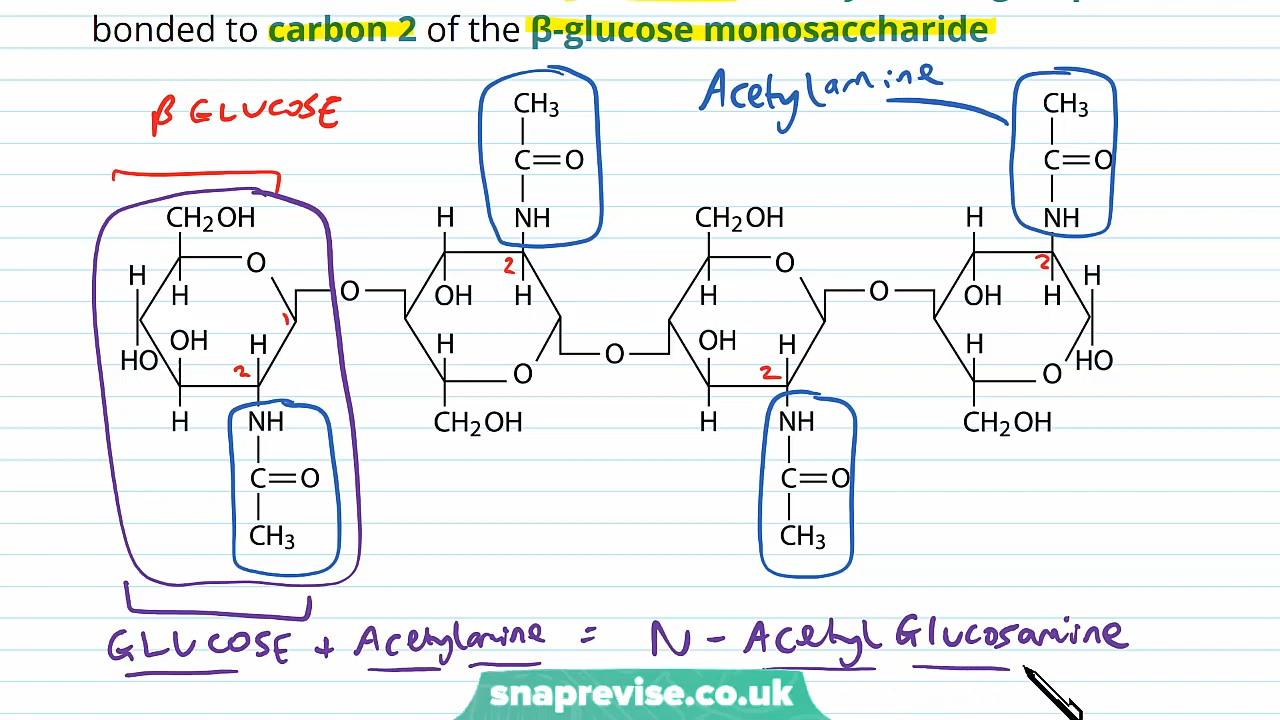 bonded to carbon 2 of the β-glucose monosaccharide
β GLUCOSE
Acetylamine
CH3 CH3
C=O C=O
NH NH
CH2OH H CH2OH H
O 2 O 2
H H H
H OH H H OH H
O O
1
OH H H OH H H
HO O HO
2 O 2 O
H NH CH2OH H NH CH2OH
C=O C=O
CH3 CH3
GLUCOSE + Acetylamine = N - Acetyl Glucosamine
snaprevise.co.uk